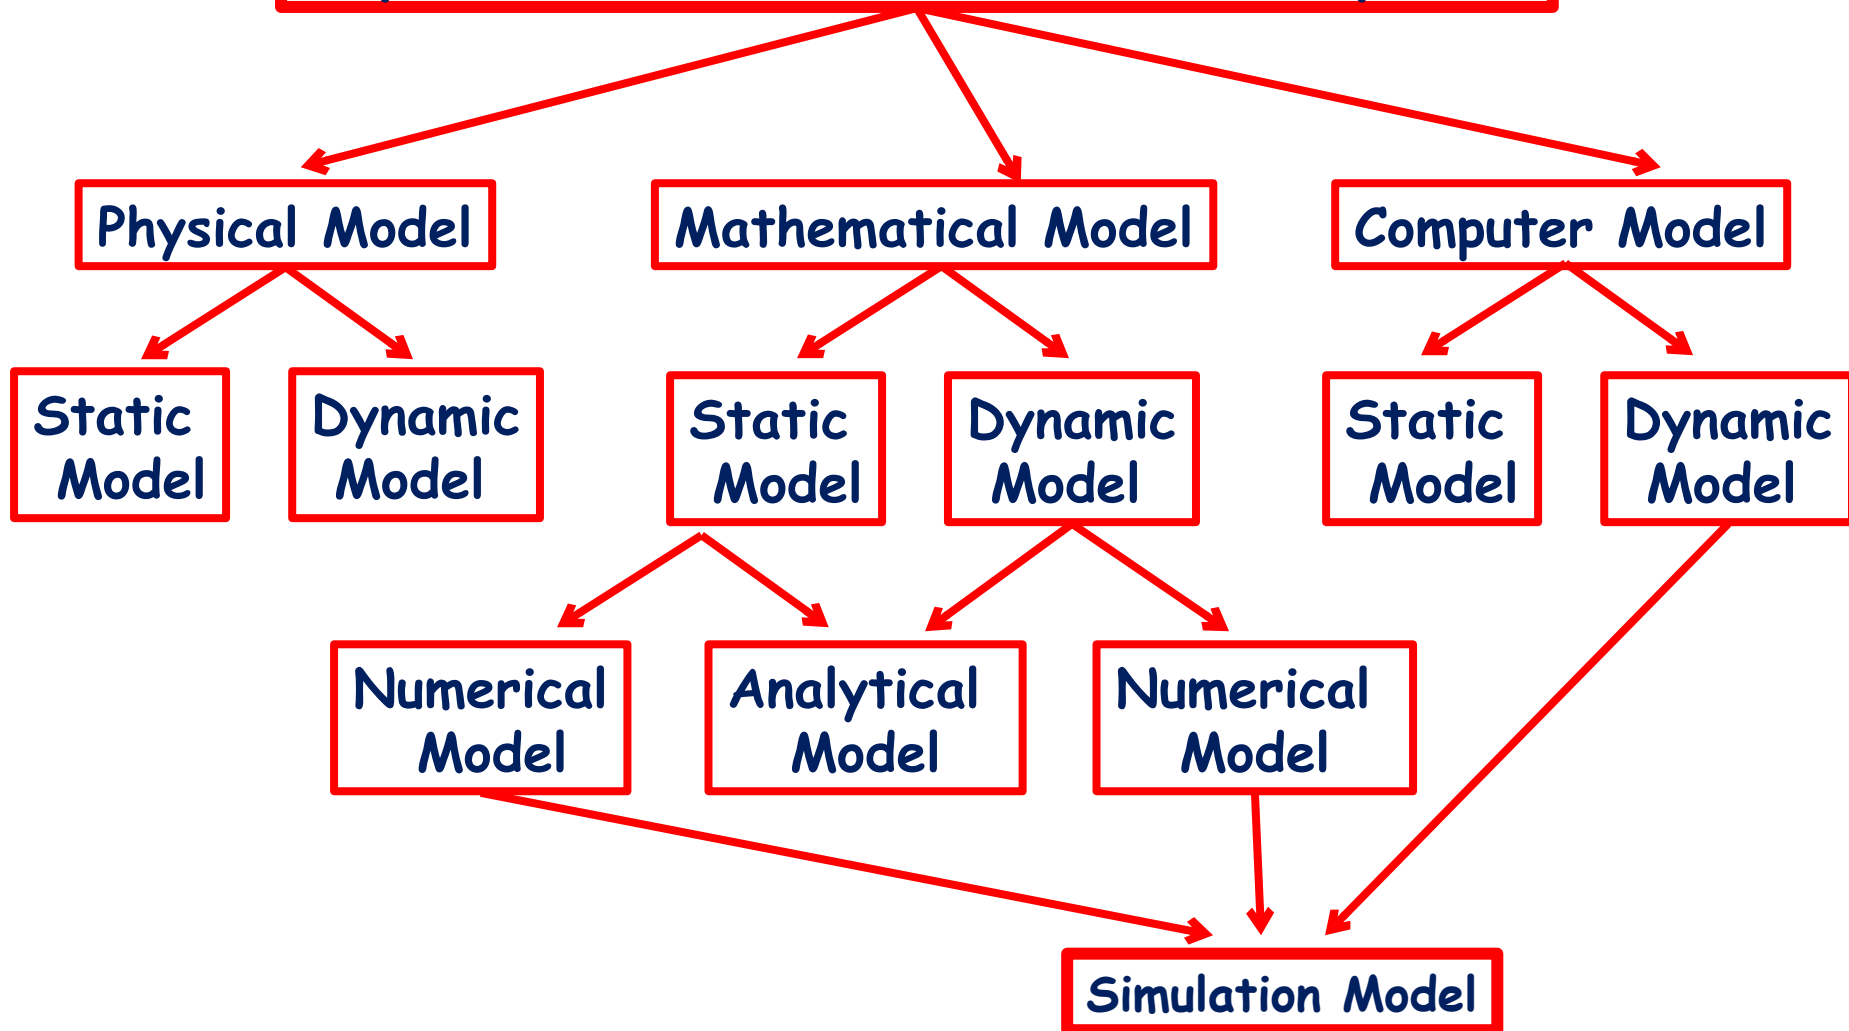 Physical Model
Mathematical Model
Computer Model
Static
Model
Dynamic
Model
Static
Model
Dynamic
Model
Static
Model
Dynamic
Model
Numerical
Model
Analytical
Model
Numerical
Model
Simulation Model